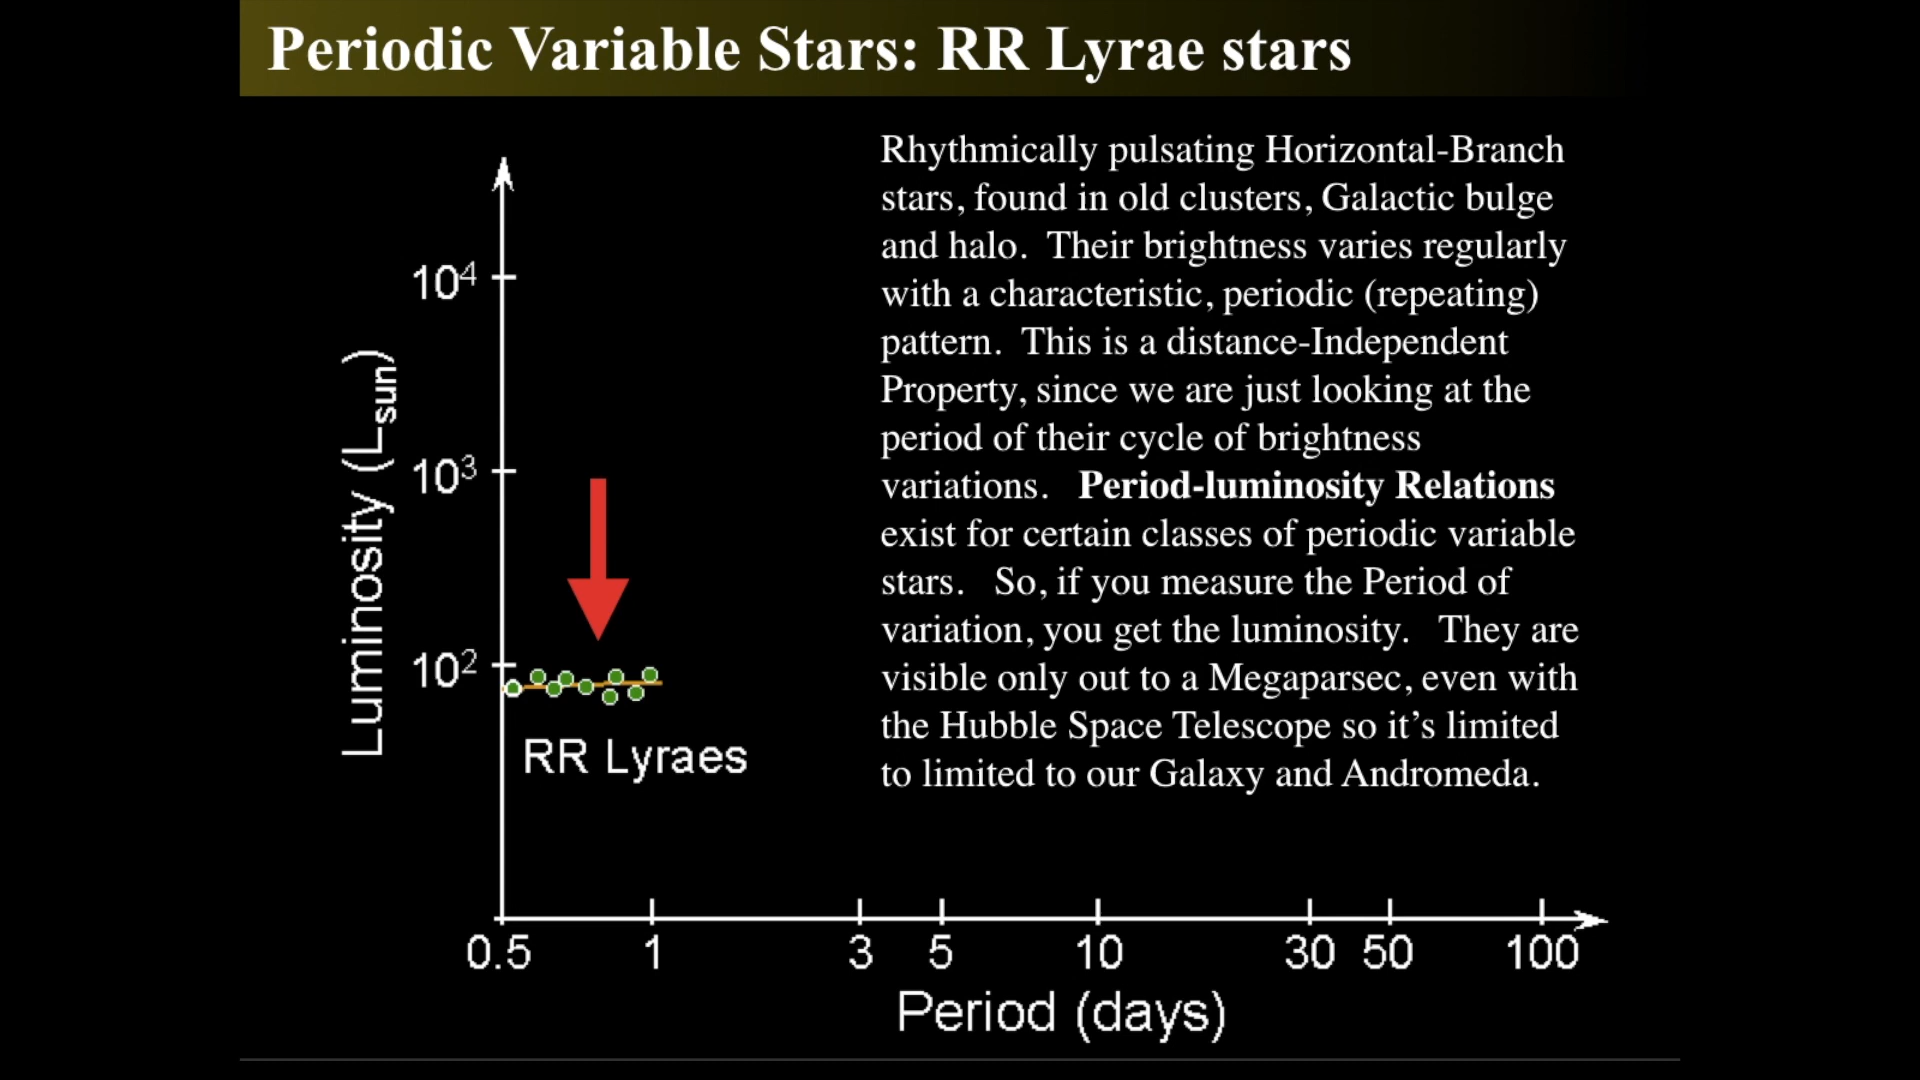 Periodic Variable Stars: RR Lyrae stars
Rhythmically pulsating Horizontal-Branch
stars, found in old clusters, Galactic bulge
and halo.  Their brightness varies regularly
with a characteristic, periodic (repeating)
pattern.  This is a distance-Independent
Property, since we are just looking at the
period of their cycle of brightness
variations.   Period-luminosity Relations
exist for certain classes of periodic variable
stars.   So, if you measure the Period of
variation, you get the luminosity.   They are
visible only out to a Megaparsec, even with
the Hubble Space Telescope so it’s limited
to limited to our Galaxy and Andromeda.
Luminosity (Lsun)
10⁴
10³
10²
RR Lyraes
0.5 1 3 5 10 30 50 100
Period (days)